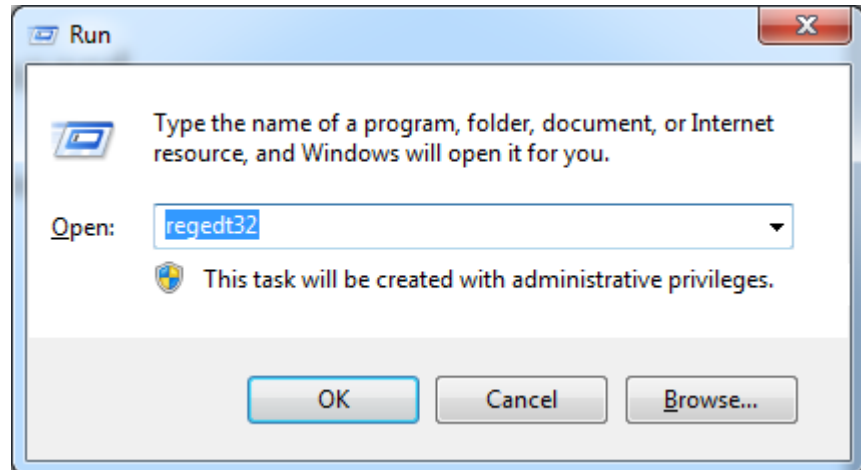 Run
Type the name of a program, folder, document, or Internet
resource, and Windows will open it for you.
Open: regedt32
This task will be created with administrative privileges.
OK Cancel Browse...